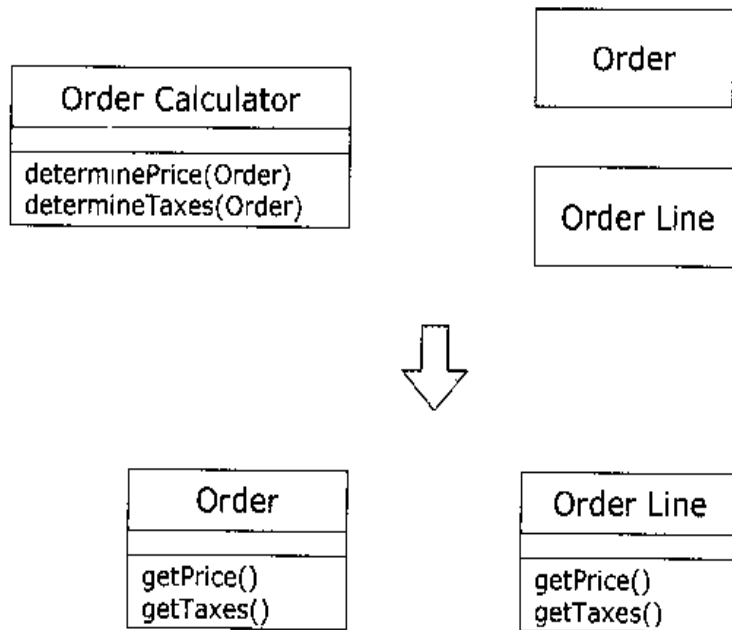 Order Calculator
determinePrice(Order)
determineTaxes(Order)
Order
Order Line
Order
getPrice()
getTaxes()
Order Line
getPrice()
getTaxes()